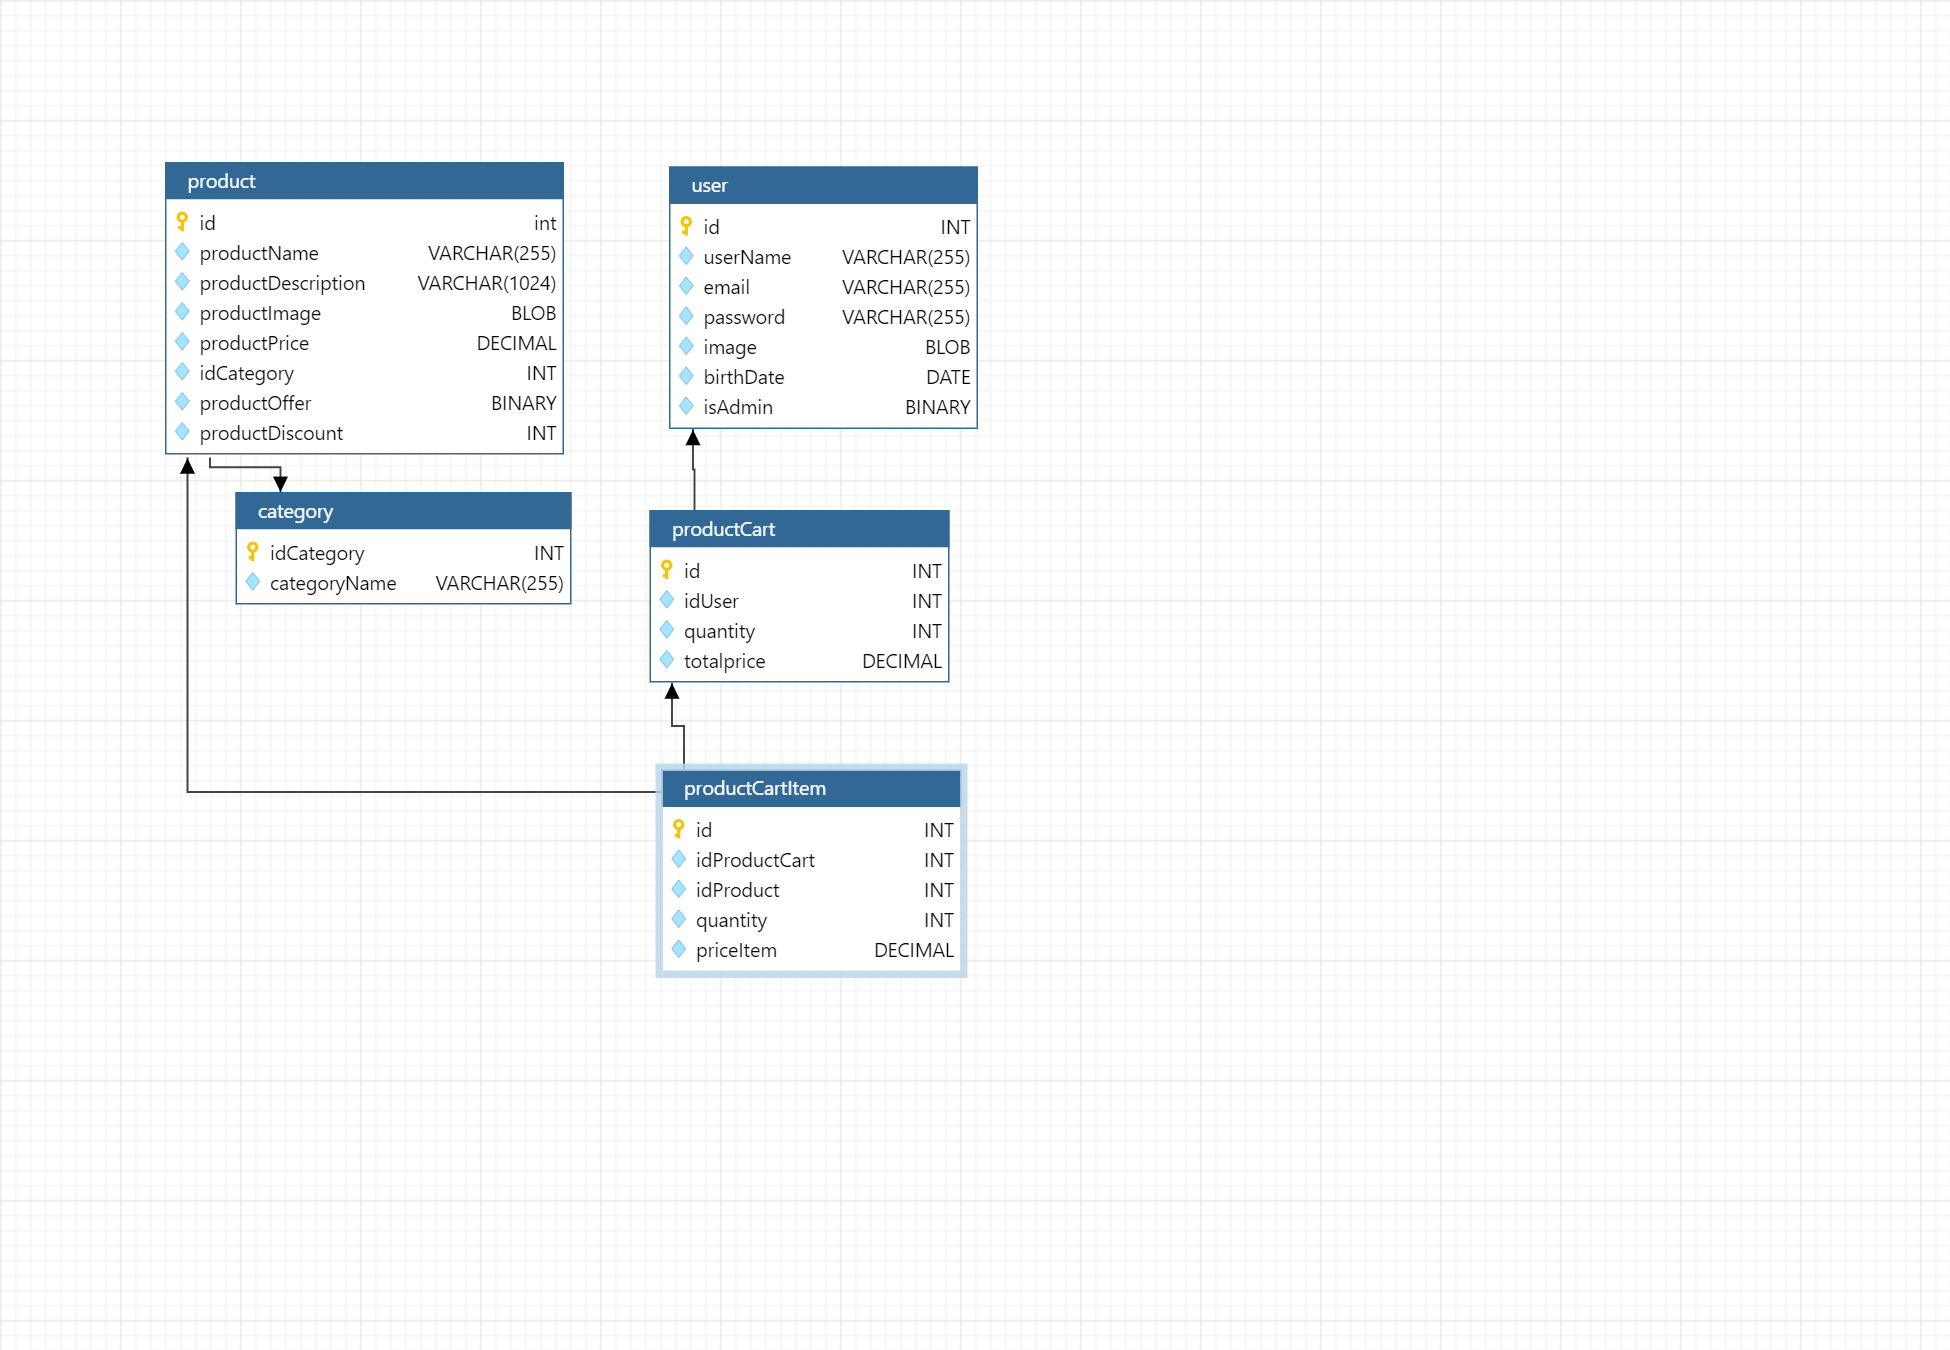 product
id int
productName VARCHAR(255)
productDescription VARCHAR(1024)
productImage BLOB
productPrice DECIMAL
idCategory INT
productOffer BINARY
productDiscount INT
user
id INT
userName VARCHAR(255)
email VARCHAR(255)
password VARCHAR(255)
image BLOB
birthDate DATE
isAdmin BINARY
category
idCategory INT
categoryName VARCHAR(255)
productCart
id INT
idUser INT
quantity INT
totalprice DECIMAL
productCartItem
id INT
idProductCart INT
idProduct INT
quantity INT
priceItem DECIMAL